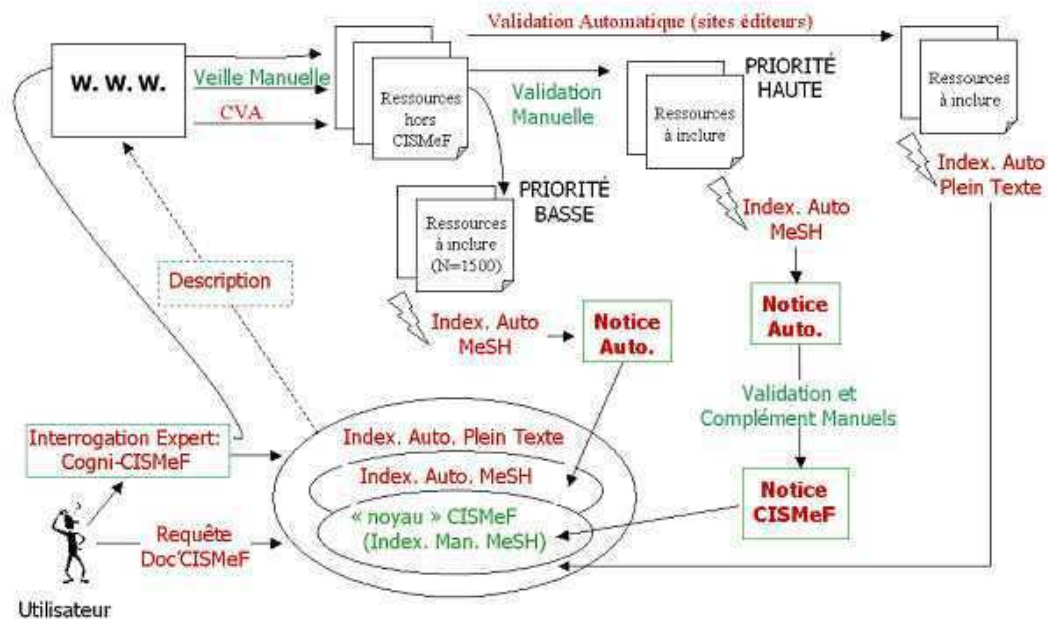 Validation Automatique (sites éditeurs)
W. W. W.
Veille Manuelle
CVA
Ressources
hors
CISMeF
Validation
Manuelle
PRIORITÉ
HAUTE
Ressources
à inclure
Ressources
à inclure
Index. Auto
Plein Texte
PRIORITÉ
BASSE
Ressources
à inclure
(N=1500)
Index. Auto
MeSH
Description
Index. Auto
MeSH
Notice
Auto.
Notice
Auto.
Validation et
Complément Manuels
Interrogation Expert:
Cogni-CISMeF
Index. Auto. Plein Texte
Index. Auto. MeSH
« noyau » CISMeF
(Index. Man. MeSH)
Notice
CISMeF
Requête
Doc'CISMeF
Utilisateur